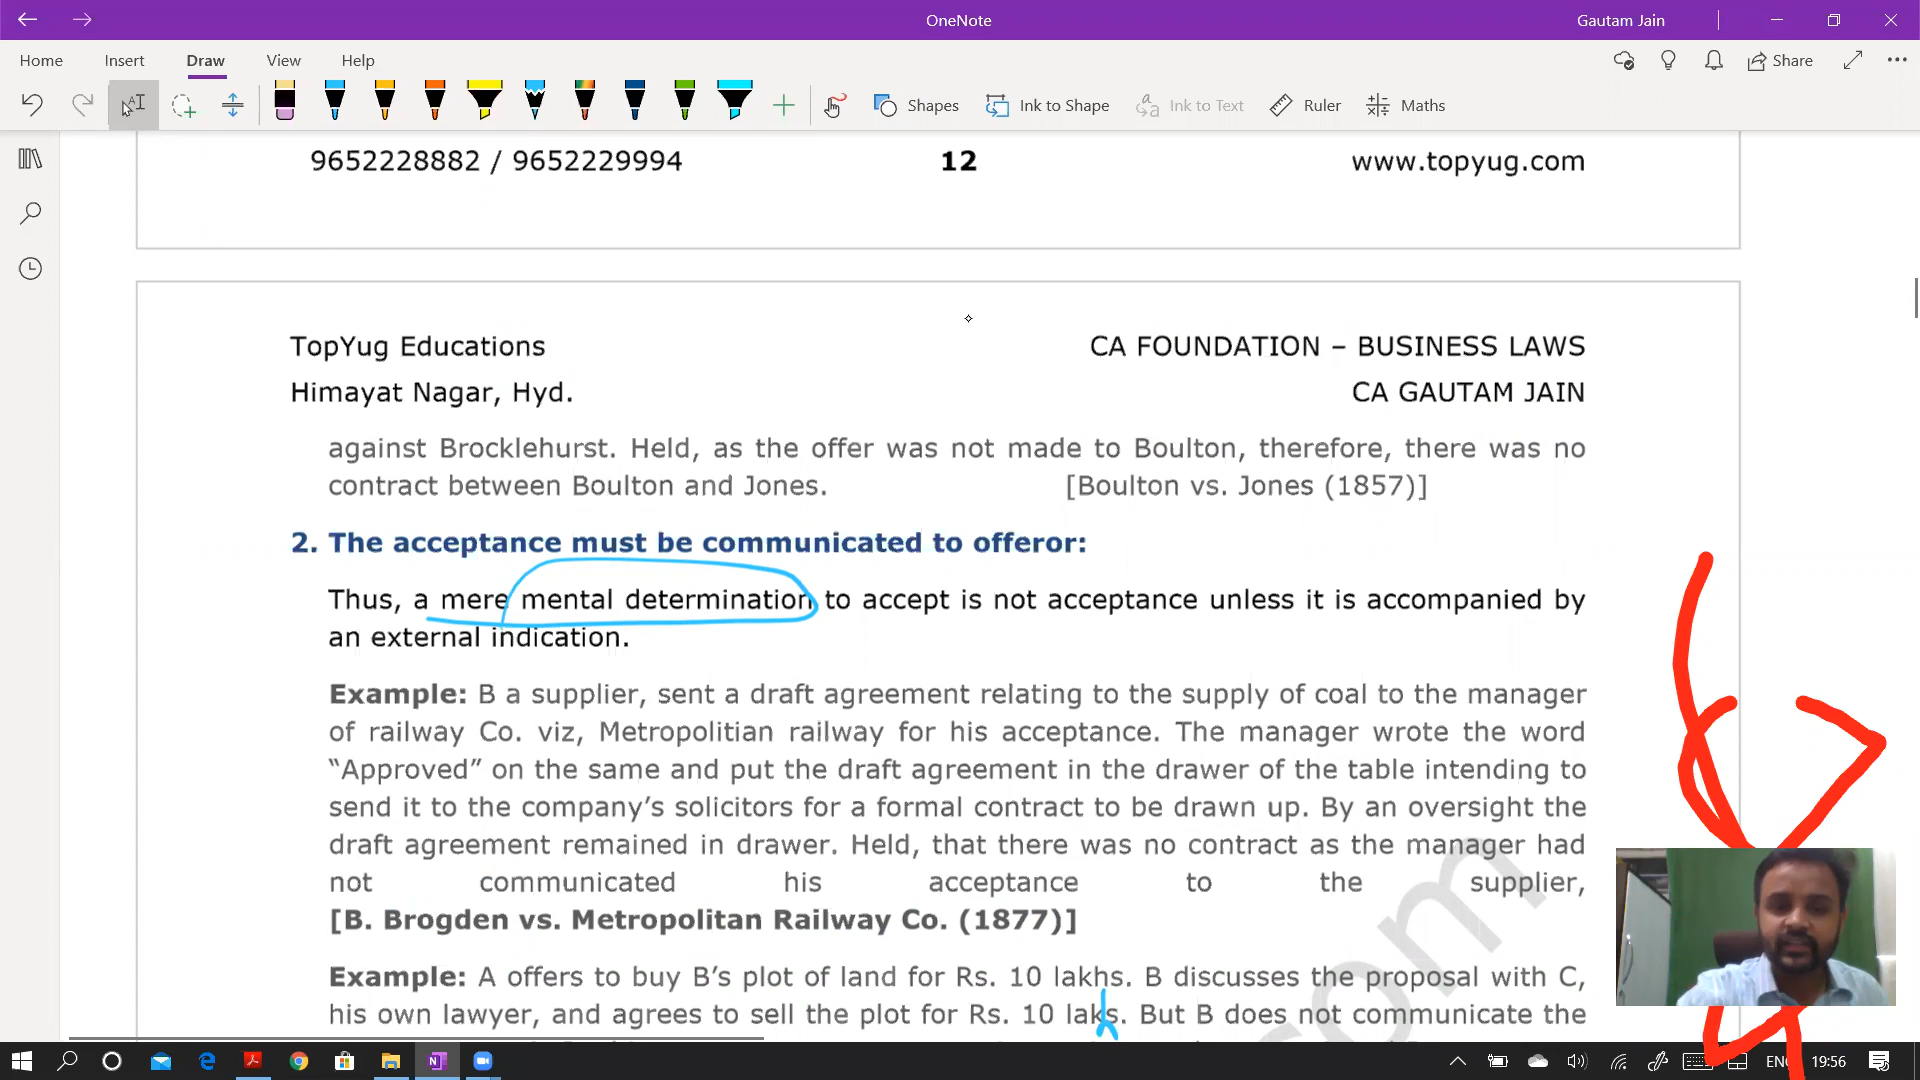 OneNote
Gautam Jain
Home Insert Draw View Help
Share
Shapes Ink to Shape Ink to Text Ruler Maths
9652228882 / 9652229994 12 www.topyug.com
TopYug Educations CA FOUNDATION – BUSINESS LAWS
Himayat Nagar, Hyd. CA GAUTAM JAIN
against Brocklehurst. Held, as the offer was not made to Boulton, therefore, there was no
contract between Boulton and Jones. [Boulton vs. Jones (1857)]
2. The acceptance must be communicated to offeror:
Thus, a mere mental determination to accept is not acceptance unless it is accompanied by
an external indication.
Example: B a supplier, sent a draft agreement relating to the supply of coal to the manager
of railway Co. viz, Metropolitian railway for his acceptance. The manager wrote the word
“Approved” on the same and put the draft agreement in the drawer of the table intending to
send it to the company’s solicitors for a formal contract to be drawn up. By an oversight the
draft agreement remained in drawer. Held, that there was no contract as the manager had
not communicated his acceptance to the supplier,
[B. Brogden vs. Metropolitan Railway Co. (1877)]
Example: A offers to buy B’s plot of land for Rs. 10 lakhs. B discusses the proposal with C,
his own lawyer, and agrees to sell the plot for Rs. 10 laks. But B does not communicate the
com
19:56